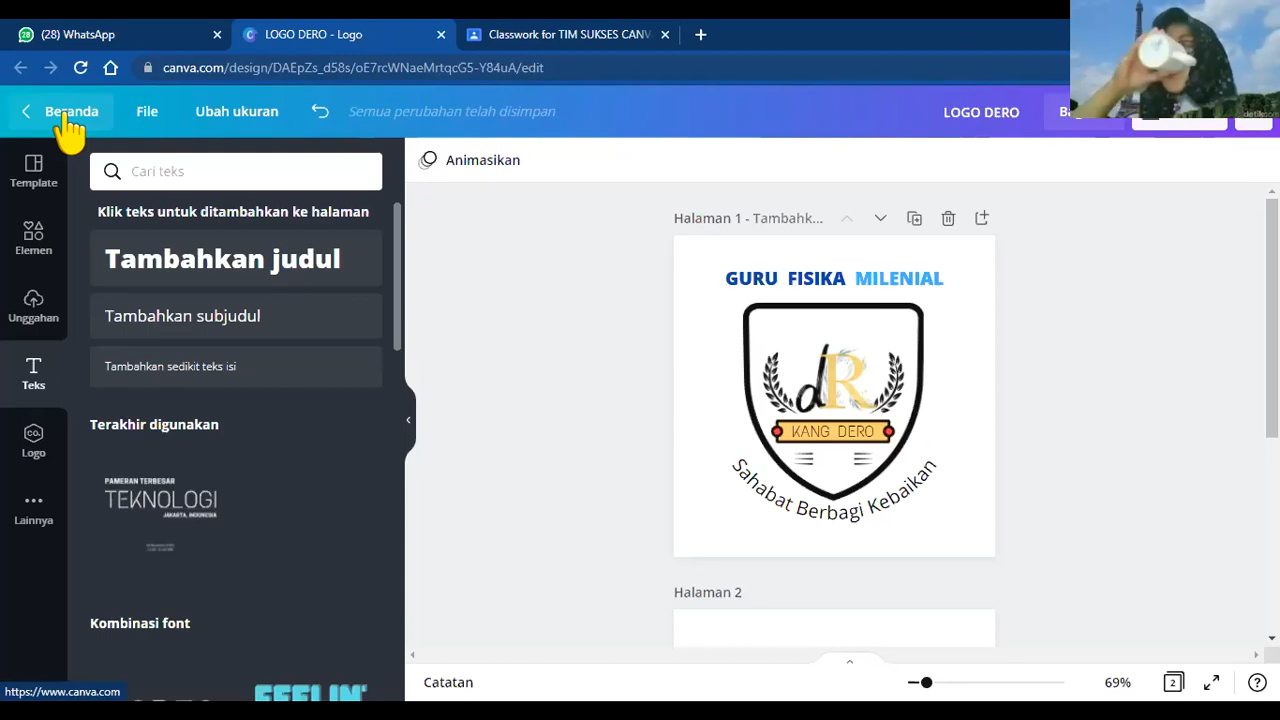 (28) WhatsApp
LOGO DERO - Logo
Classwork for TIM SUKSES CANV
canva.com/design/DAEpZs_d58s/oE7rcWNaeMrtqcG5-Y84uA/edit
Beranda
File
Ubah ukuran
Semua perubahan telah disimpan
LOGO DERO
Template
Elemen
Unggahan
Teks
Logo
co.
Lainnya
Cari teks
Klik teks untuk ditambahkan ke halaman
Tambahkan judul
Tambahkan subjudul
Tambahkan sedikit teks isi
Terakhir digunakan
PAMERAN TERBESAR
TEKNOLOGI
JAKARTA, INDONESIA
Kombinasi font
Animasikan
Halaman 1 - Tambahk...
GURU FISIKA MILENIAL
dR
KANG DERO
Sahabat Berbagi Kebaikan
Halaman 2
Catatan
69%
2
https://www.canva.com